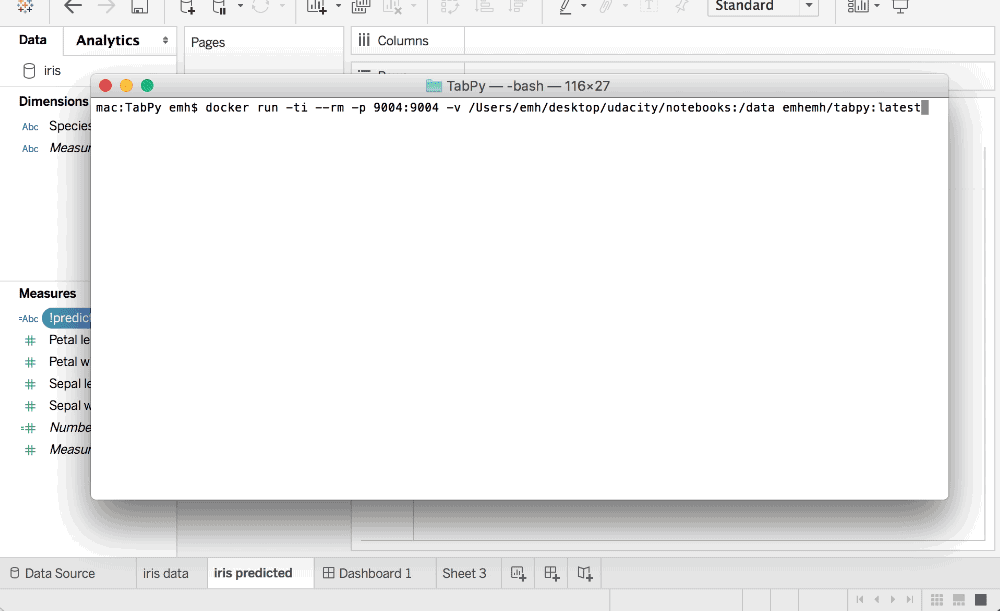 Standard
Data
Analytics
Pages
Columns
iris
TabPy — -bash — 116×27
mac:TabPy emh$ docker run -ti --rm -p 9004:9004 -v /Users/emh/desktop/udacity/notebooks:/data emhemh/tabpy:latest
Dimensions
Abc Species
Abc Measur
Measures
=Abc !predict
# Petal le
# Petal w
# Sepal le
# Sepal w
=# Numbe
# Measur
Data Source
iris data
iris predicted
Dashboard 1
Sheet 3